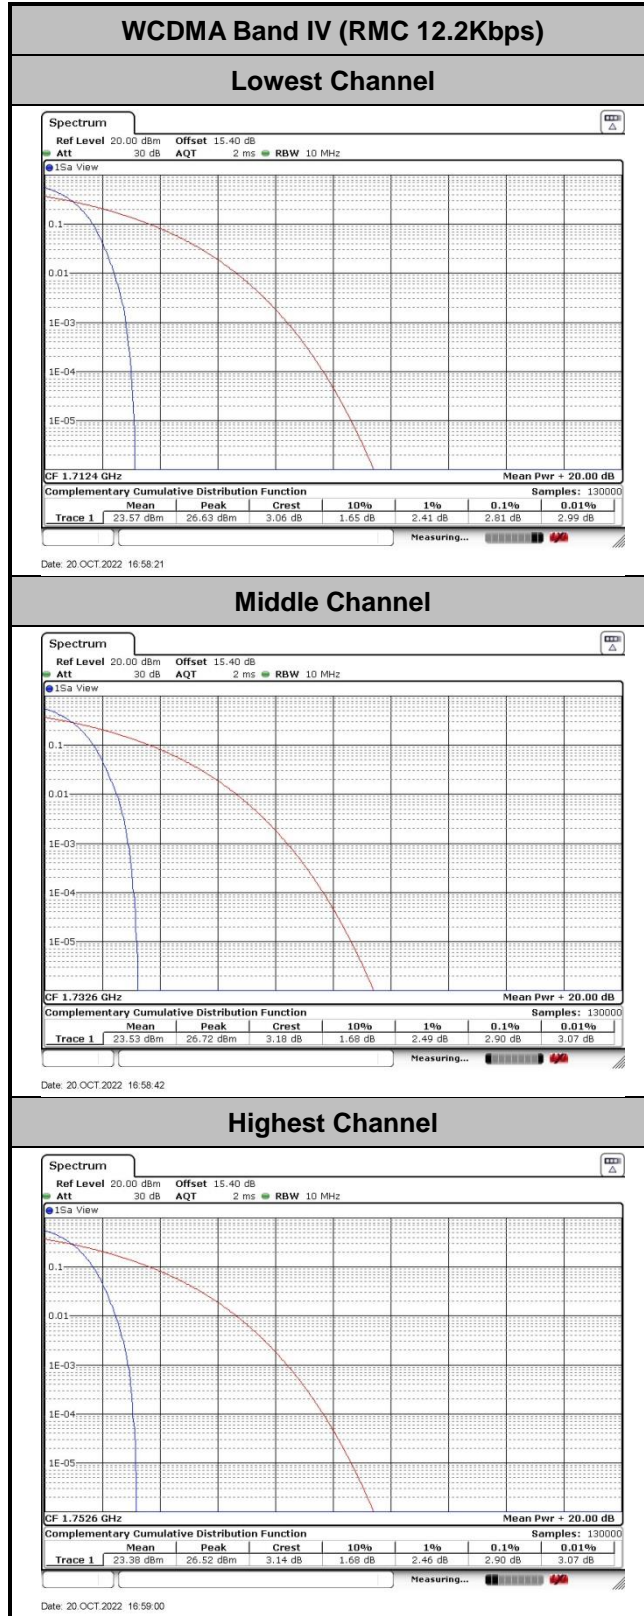 WCDMA Band IV (RMC 12.2Kbps)
Lowest Channel
Spectrum
Ref Level 20.00 dBm Offset 15.40 dB
Att 30 dB AQT 2 ms RBW 10 MHz
1Sa View
0.1
0.01
1E-03
1E-04
1E-05
CF 1.7124 GHz Mean Pwr + 20.00 dB
Complementary Cumulative Distribution Function Samples: 130000
Mean Peak Crest 10% 1% 0.1% 0.01%
Trace 1 23.57 dBm 26.63 dBm 3.06 dB 1.65 dB 2.41 dB 2.81 dB 2.99 dB
Measuring...
Date: 20.OCT.2022 16:58:21
Middle Channel
Spectrum
Ref Level 20.00 dBm Offset 15.40 dB
Att 30 dB AQT 2 ms RBW 10 MHz
1Sa View
0.1
0.01
1E-03
1E-04
1E-05
CF 1.7326 GHz Mean Pwr + 20.00 dB
Complementary Cumulative Distribution Function Samples: 130000
Mean Peak Crest 10% 1% 0.1% 0.01%
Trace 1 23.53 dBm 26.72 dBm 3.18 dB 1.68 dB 2.49 dB 2.90 dB 3.07 dB
Measuring...
Date: 20.OCT.2022 16:58:42
Highest Channel
Spectrum
Ref Level 20.00 dBm Offset 15.40 dB
Att 30 dB AQT 2 ms RBW 10 MHz
1Sa View
0.1
0.01
1E-03
1E-04
1E-05
CF 1.7526 GHz Mean Pwr + 20.00 dB
Complementary Cumulative Distribution Function Samples: 130000
Mean Peak Crest 10% 1% 0.1% 0.01%
Trace 1 23.38 dBm 26.52 dBm 3.14 dB 1.68 dB 2.46 dB 2.90 dB 3.07 dB
Measuring...
Date: 20.OCT.2022 16:59:00